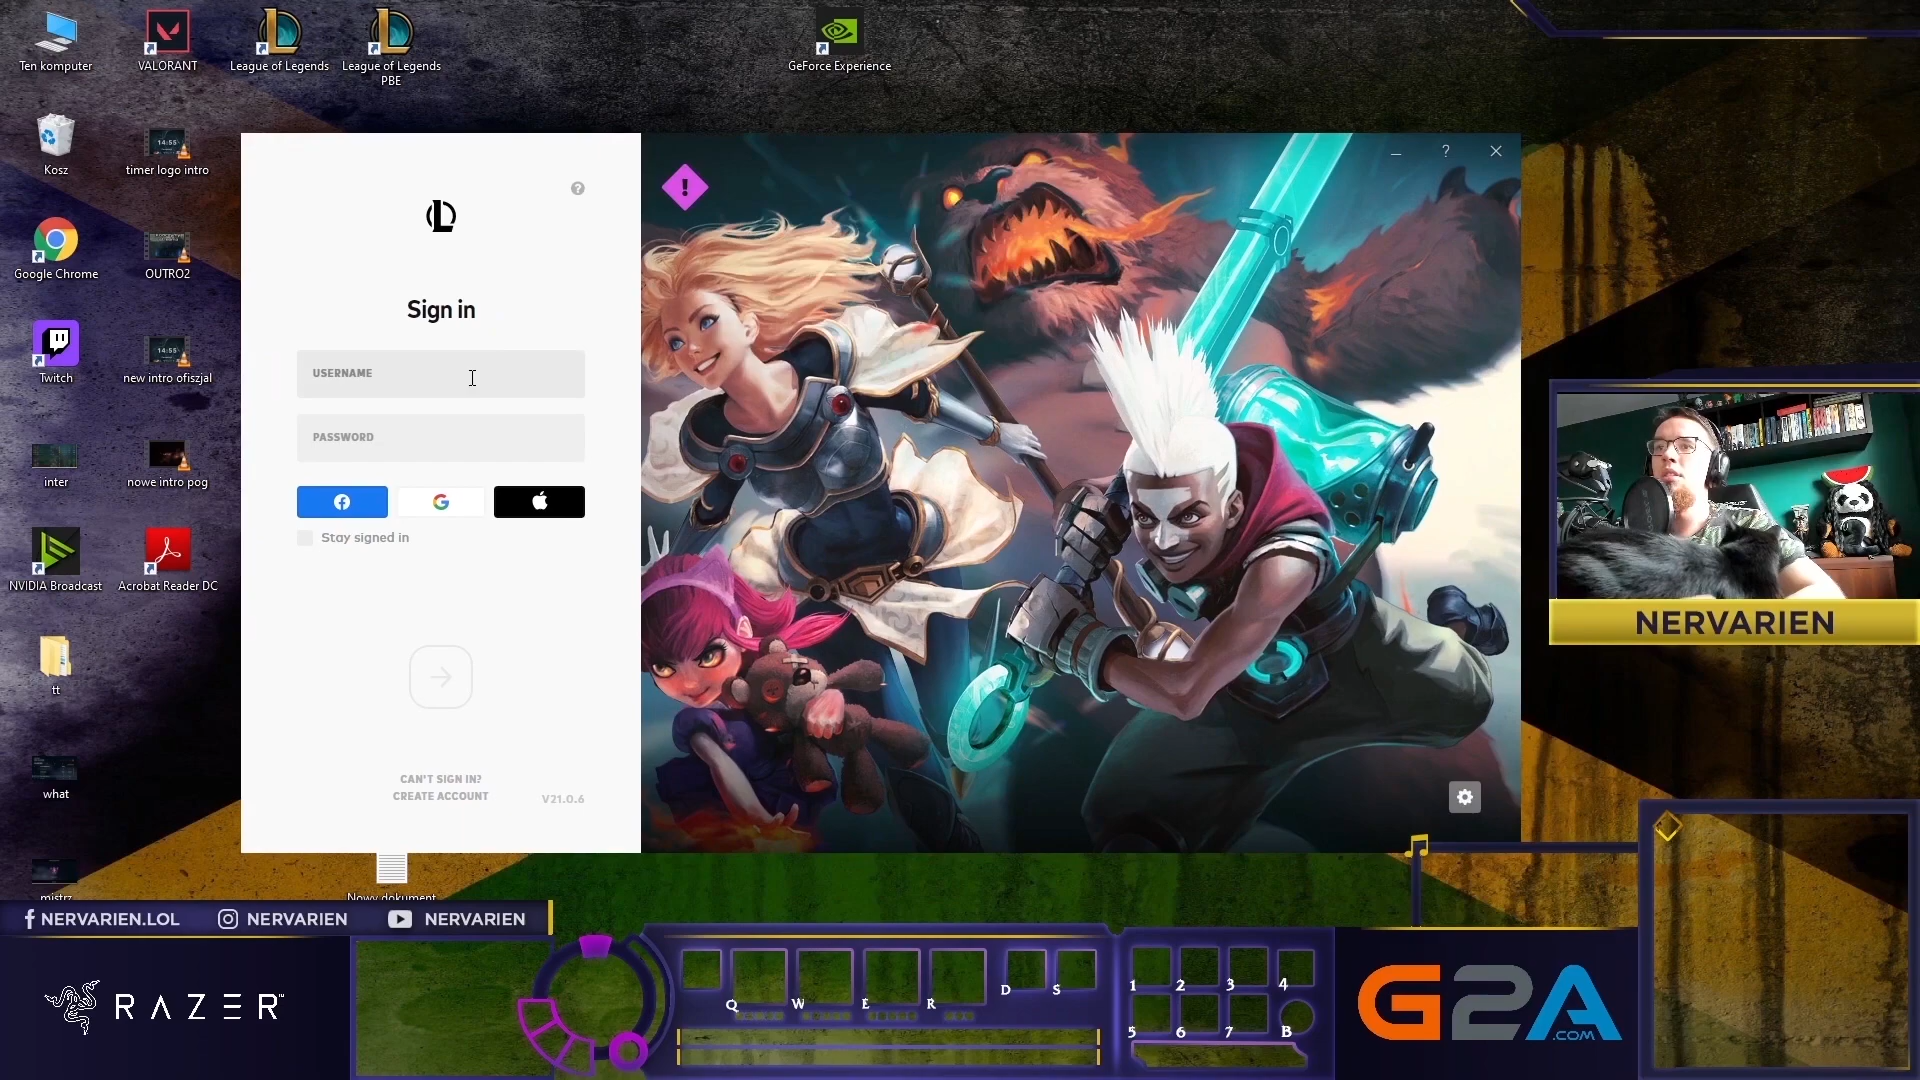 Ten komputer
VALORANT
League of Legends
League of Legends
PBE
GeForce Experience
Kosz
timer logo intro
Google Chrome
OUTRO2
Twitch
new intro ofiszjal
inter
nowe intro pog
NVIDIA Broadcast
Acrobat Reader DC
tt
what
mistrz
Nowy dokument
?
Sign in
USERNAME
PASSWORD
Stay signed in
CAN'T SIGN IN?
CREATE ACCOUNT
V21.0.6
!
?
NERVARIEN
NERVARIEN.LOL
NERVARIEN
NERVARIEN
RAZER
Q W E R D S
1 2 3 4
5 6 7 B
G2A
.COM